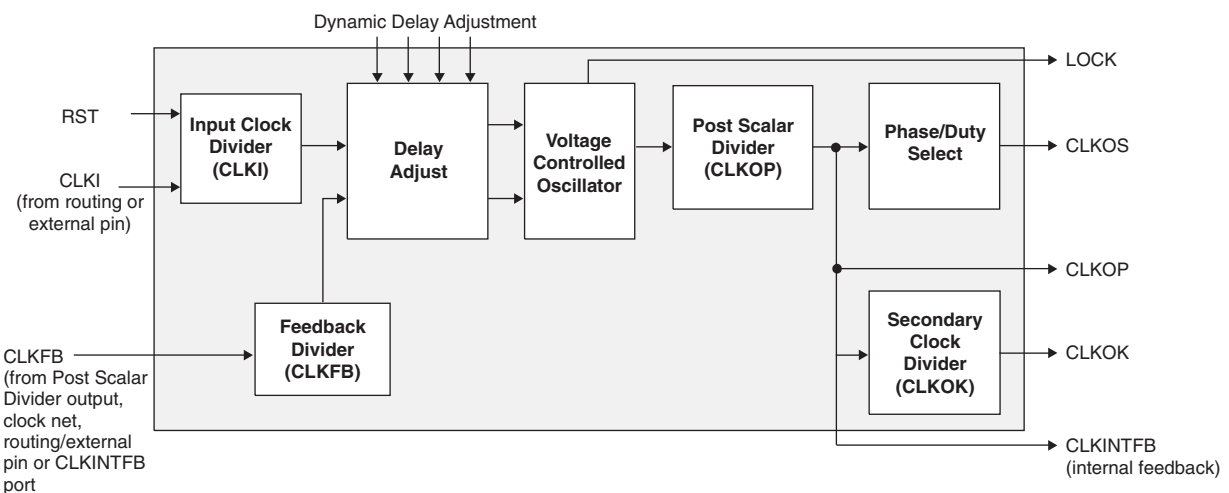 Dynamic Delay Adjustment
LOCK
RST
Input Clock
Divider
(CLKI)
Delay
Adjust
Voltage
Controlled
Oscillator
Post Scalar
Divider
(CLKOP)
Phase/Duty
Select
CLKOS
CLKI
(from routing or
external pin)
CLKOP
Feedback
Divider
(CLKFB)
Secondary
Clock
Divider
(CLKOK)
CLKOK
CLKFB
(from Post Scalar
Divider output,
clock net,
routing/external
pin or CLKINTFB
port
CLKINTFB
(internal feedback)